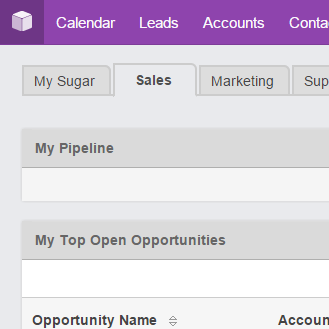 Calendar Leads Accounts Conta
My Sugar Sales Marketing Sup
My Pipeline
My Top Open Opportunities
Opportunity Name Accoun